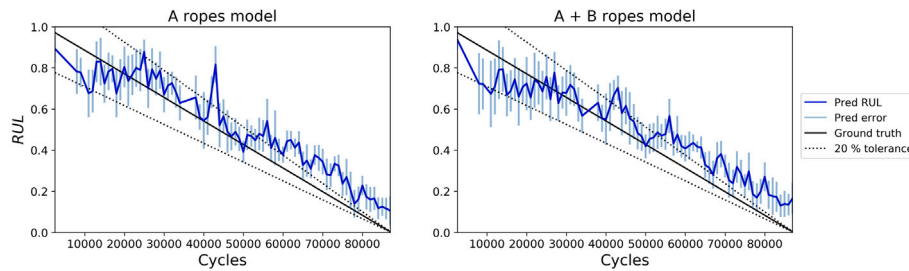 A ropes model
1.0
0.8
0.6
0.4
0.2
0.0
RUL
10000 20000 30000 40000 50000 60000 70000 80000
Cycles
A + B ropes model
1.0
0.8
0.6
0.4
0.2
0.0
10000 20000 30000 40000 50000 60000 70000 80000
Cycles
Pred RUL
Pred error
Ground truth
20 % tolerance